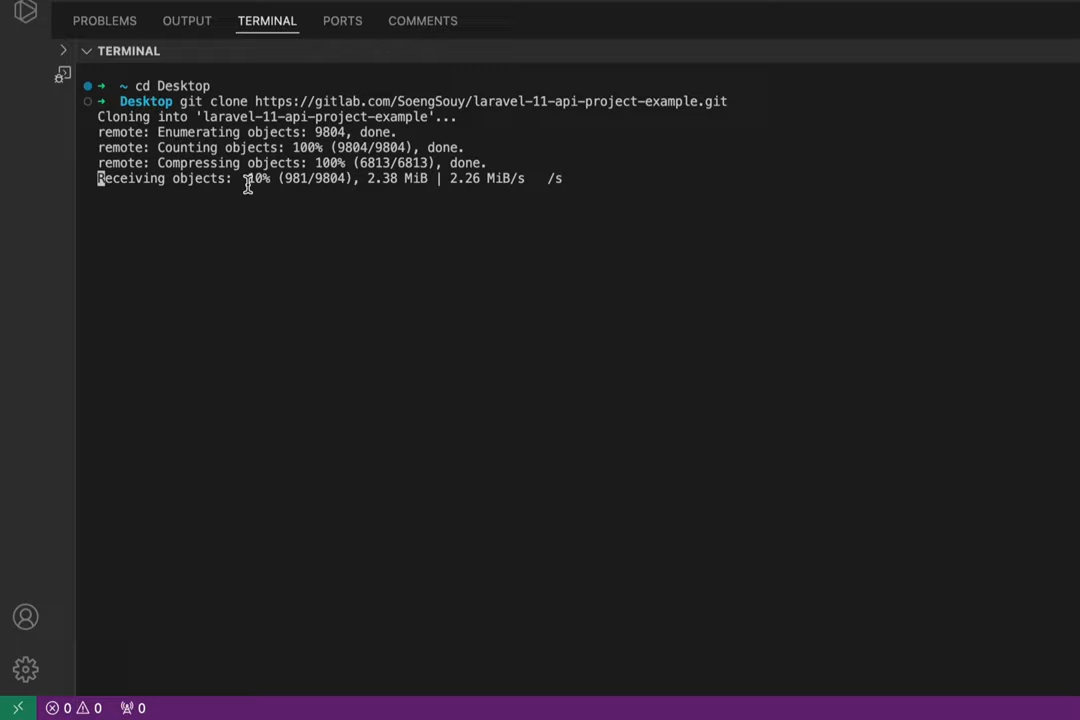 PROBLEMS OUTPUT TERMINAL PORTS COMMENTS
TERMINAL
~ cd Desktop
Desktop git clone https://gitlab.com/SoengSouy/laravel-11-api-project-example.git
Cloning into 'laravel-11-api-project-example'...
remote: Enumerating objects: 9804, done.
remote: Counting objects: 100% (9804/9804), done.
remote: Compressing objects: 100% (6813/6813), done.
Receiving objects: 10% (981/9804), 2.38 MiB | 2.26 MiB/s /s
0 0 0